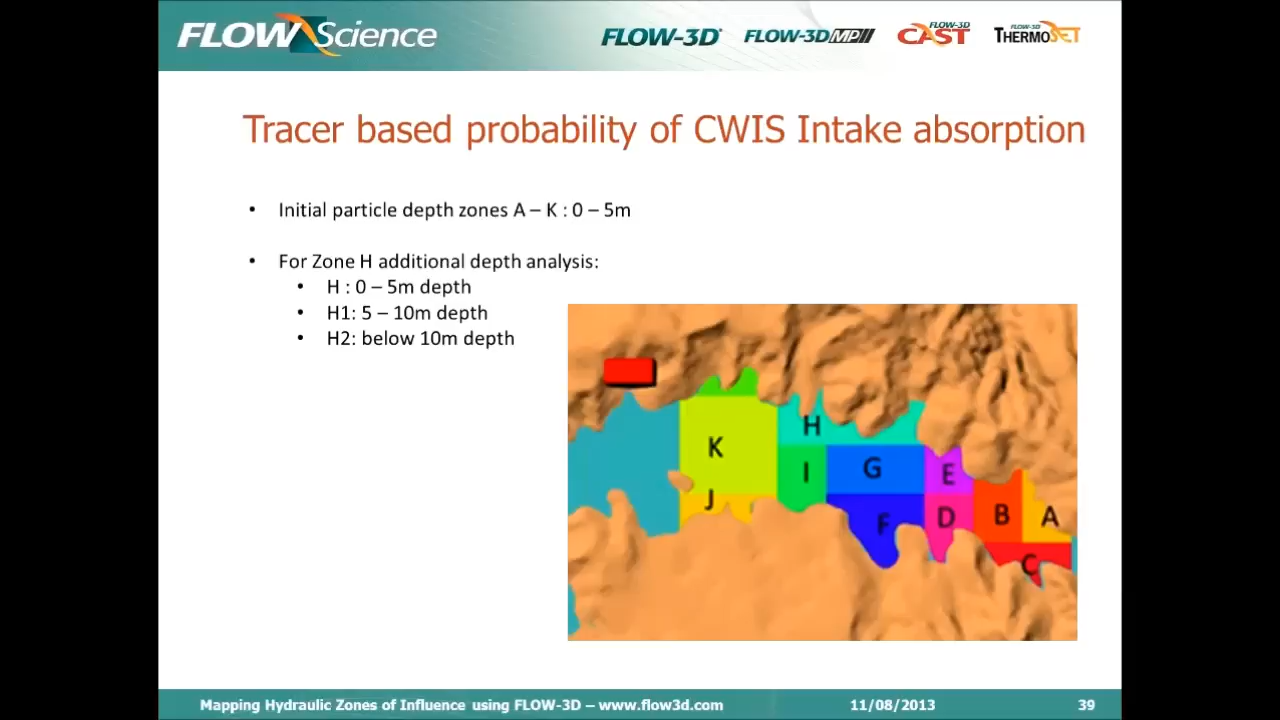 FLOW Science
FLOW-3D FLOW-3D MP FLOW-3D CAST FLOW-3D THERMOSET
Tracer based probability of CWIS Intake absorption
• Initial particle depth zones A – K : 0 – 5m
• For Zone H additional depth analysis:
• H : 0 – 5m depth
• H1: 5 – 10m depth
• H2: below 10m depth
H
K
I
G
E
J
F
D
B
A
C
Mapping Hydraulic Zones of Influence using FLOW-3D – www.flow3d.com 11/08/2013 39